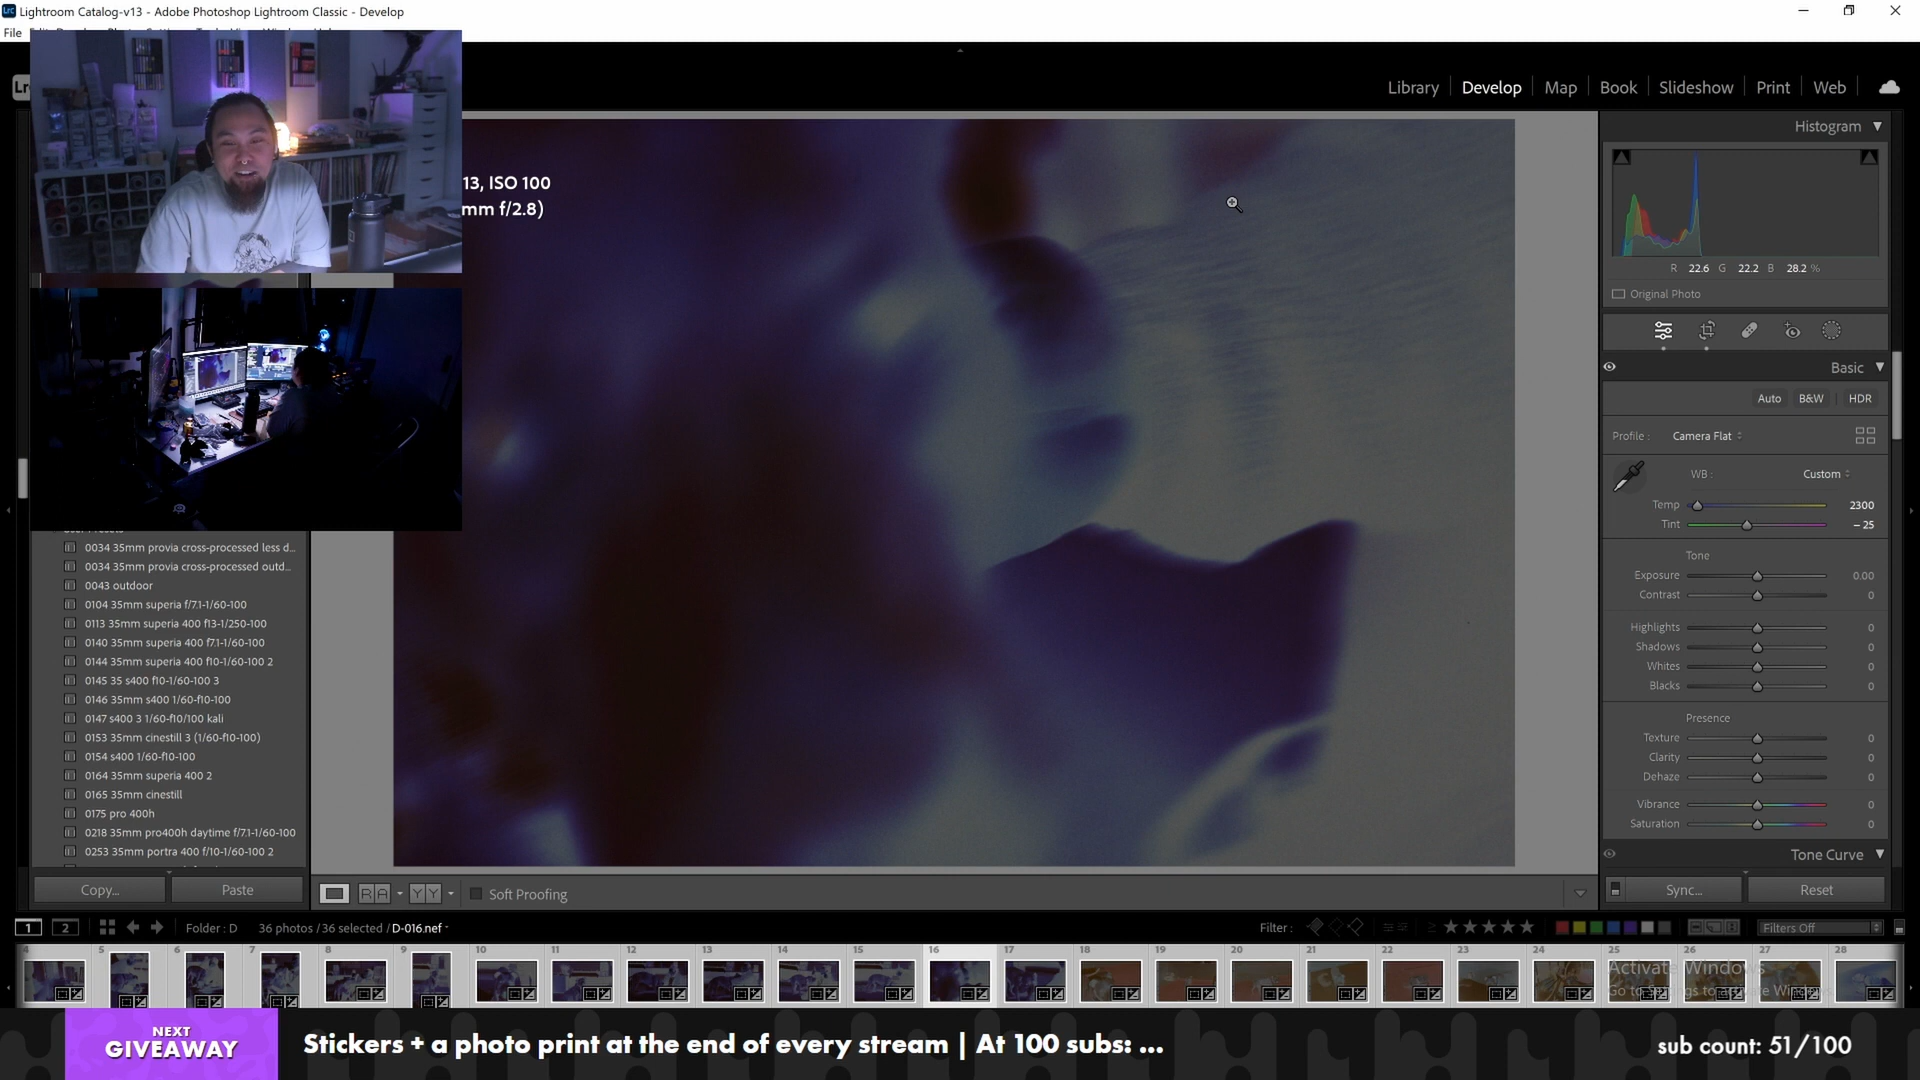 Lightroom Catalog-v13 - Adobe Photoshop Lightroom Classic - Develop
File
Library
Develop
Map
Book
Slideshow
Print
Web
Histogram
13, ISO 100
mm f/2.8)
R 22.6 G 22.2 B 28.2 %
Original Photo
Basic
Auto
B&W
HDR
Profile : Camera Flat
WB : Custom
Temp 2300
Tint – 25
Tone
Exposure 0.00
Contrast 0
Highlights 0
Shadows 0
Whites 0
Blacks 0
Presence
Texture 0
Clarity 0
Dehaze 0
Vibrance 0
Saturation 0
Tone Curve
Sync...
Reset
0034 35mm provia cross-processed less d...
0034 35mm provia cross-processed outd...
0043 outdoor
0104 35mm superia f/7.1-1/60-100
0113 35mm superia 400 f13-1/250-100
0140 35mm superia 400 f7.1-1/60-100
0144 35mm superia 400 f10-1/60-100 2
0145 35 s400 f10-1/60-100 3
0146 35mm s400 1/60-f10-100
0147 s400 3 1/60-f10/100 kali
0153 35mm cinestill 3 (1/60-f10-100)
0154 s400 1/60-f10-100
0164 35mm superia 400 2
0165 35mm cinestill
0175 pro 400h
0218 35mm pro400h daytime f/7.1-1/60-100
0253 35mm portra 400 f/10-1/60-100 2
Copy...
Paste
R A
Y Y
Soft Proofing
1
2
Folder : D
36 photos / 36 selected / D-016.nef
Filter :
Filters Off
4 5 6 7 8 9 10 11 12 13 14 15 16 17 18 19 20 21 22 23 24 25 26 27 28
Activate Windows
Go to Settings to activate Windows.
NEXT
GIVEAWAY
Stickers + a photo print at the end of every stream | At 100 subs: ...
sub count: 51/100